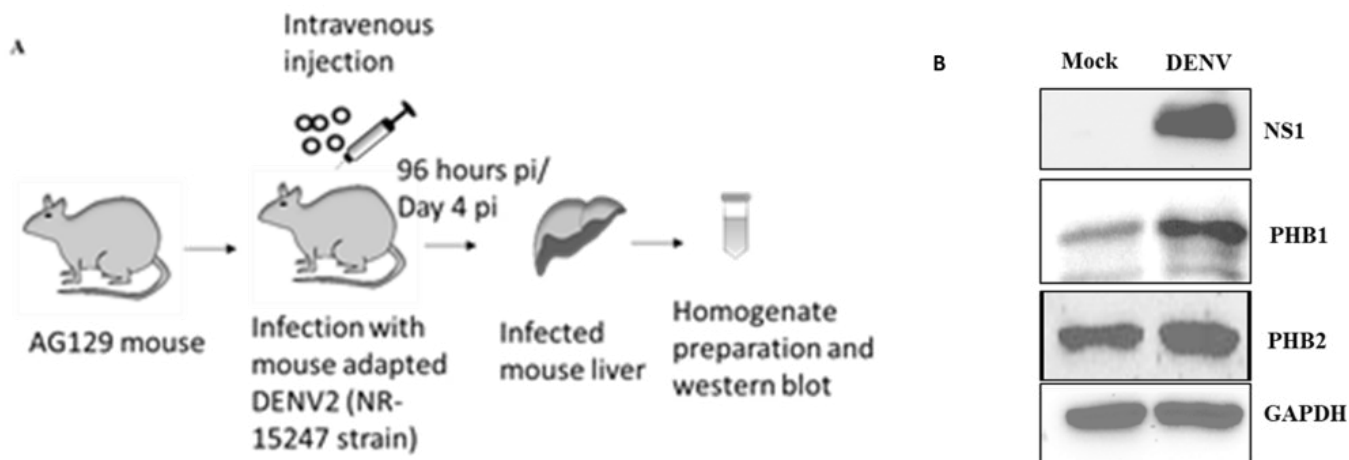 A
Intravenous
injection
96 hours pi/
Day 4 pi
AG129 mouse
Infection with
mouse adapted
DENV2 (NR-
15247 strain)
Infected
mouse liver
Homogenate
preparation and
western blot
B
Mock DENV
NS1
PHB1
PHB2
GAPDH